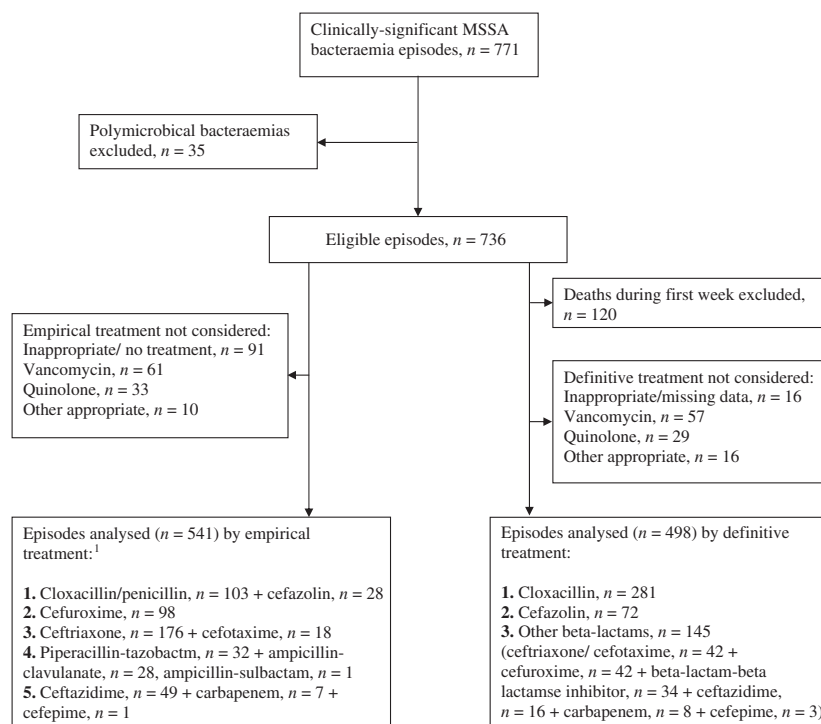 Clinically-significant MSSA
bacteraemia episodes, n = 771
Polymicrobical bacteraemias
excluded, n = 35
Eligible episodes, n = 736
Deaths during first week excluded,
n = 120
Empirical treatment not considered:
Inappropriate/ no treatment, n = 91
Vancomycin, n = 61
Quinolone, n = 33
Other appropriate, n = 10
Definitive treatment not considered:
Inappropriate/missing data, n = 16
Vancomycin, n = 57
Quinolone, n = 29
Other appropriate, n = 16
Episodes analysed (n = 541) by empirical
treatment:1
1. Cloxacillin/penicillin, n = 103 + cefazolin, n = 28
2. Cefuroxime, n = 98
3. Ceftriaxone, n = 176 + cefotaxime, n = 18
4. Piperacillin-tazobactm, n = 32 + ampicillin-
clavulanate, n = 28, ampicillin-sulbactam, n = 1
5. Ceftazidime, n = 49 + carbapenem, n = 7 +
cefepime, n = 1
Episodes analysed (n = 498) by definitive
treatment:
1. Cloxacillin, n = 281
2. Cefazolin, n = 72
3. Other beta-lactams, n = 145
(ceftriaxone/ cefotaxime, n = 42 +
cefuroxime, n = 42 + beta-lactam-beta
lactamse inhibitor, n = 34 + ceftazidime,
n = 16 + carbapenem, n = 8 + cefepime, n = 3)